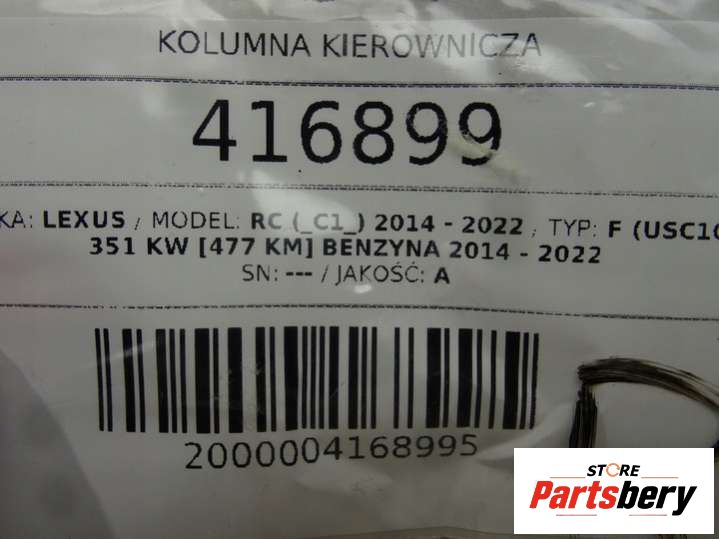 KOLUMNA KIEROWNICZA
416899
KA: LEXUS / MODEL: RC (_C1_) 2014 - 2022 , TYP: F (USC10
351 KW [477 KM] BENZYNA 2014 - 2022
SN: --- / JAKOŚĆ: A
2000004168995
STORE
Partsbery